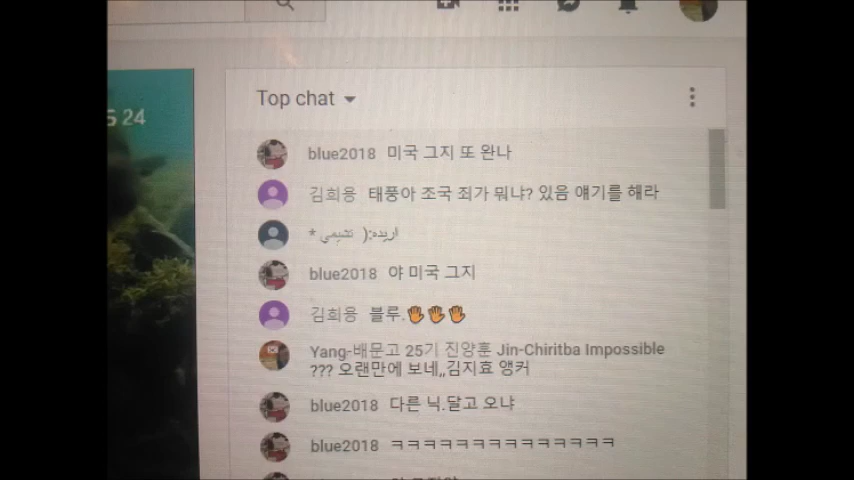 5 24
Top chat
blue2018 미국 그지 또 완나
김희용 태풍아 조국 죄가 뭐냐? 있음 얘기를 해라
blue2018 야 미국 그지
김희용 블루.🖐🖐🖐
Yang-배문고 25기 진양훈 Jin-Chiritba Impossible
??? 오랜만에 보네,,김지효 앵커
blue2018 다른 닉.달고 오냐
blue2018 ㅋㅋㅋㅋㅋㅋㅋㅋㅋㅋㅋㅋㅋㅋ